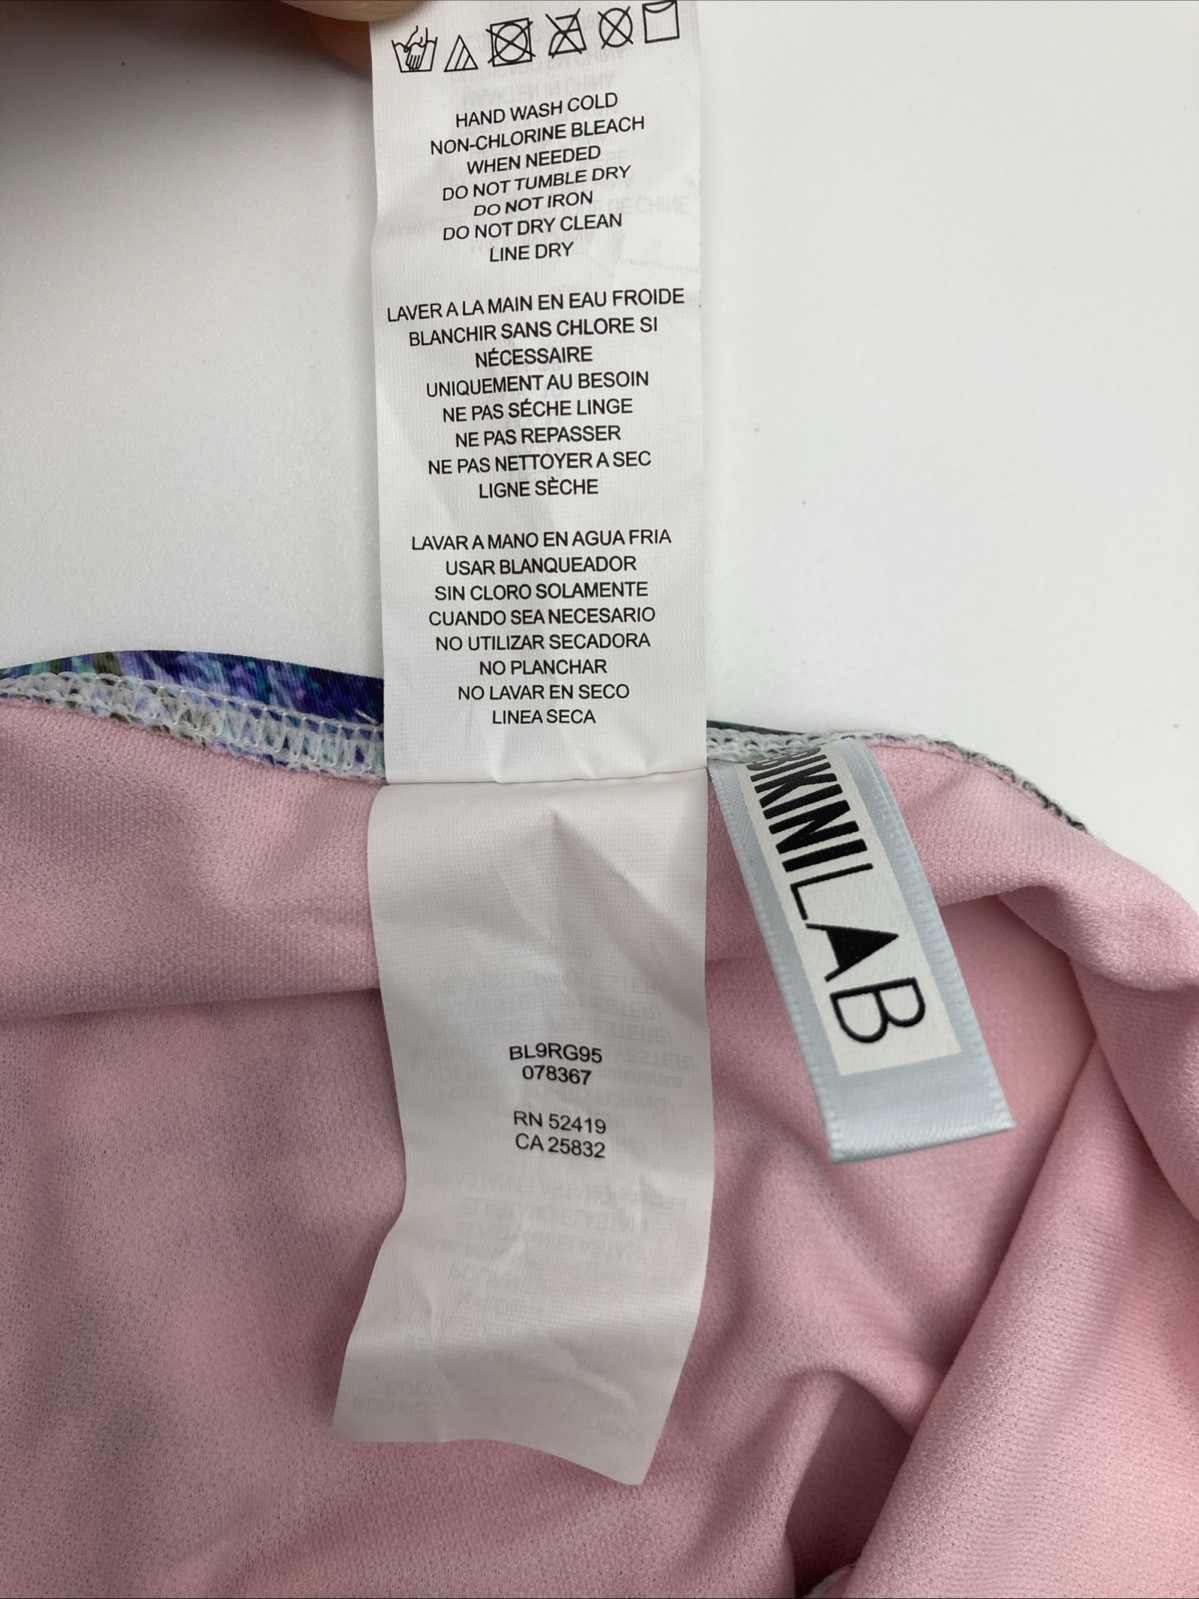 HAND WASH COLD
NON-CHLORINE BLEACH
WHEN NEEDED
DO NOT TUMBLE DRY
DO NOT IRON
DO NOT DRY CLEAN
LINE DRY
LAVER A LA MAIN EN EAU FROIDE
BLANCHIR SANS CHLORE SI
NÉCESSAIRE
UNIQUEMENT AU BESOIN
NE PAS SÉCHE LINGE
NE PAS REPASSER
NE PAS NETTOYER A SEC
LIGNE SÈCHE
LAVAR A MANO EN AGUA FRIA
USAR BLANQUEADOR
SIN CLORO SOLAMENTE
CUANDO SEA NECESARIO
NO UTILIZAR SECADORA
NO PLANCHAR
NO LAVAR EN SECO
LINEA SECA
BIKINILAB
BL9RG95
078367
RN 52419
CA 25832